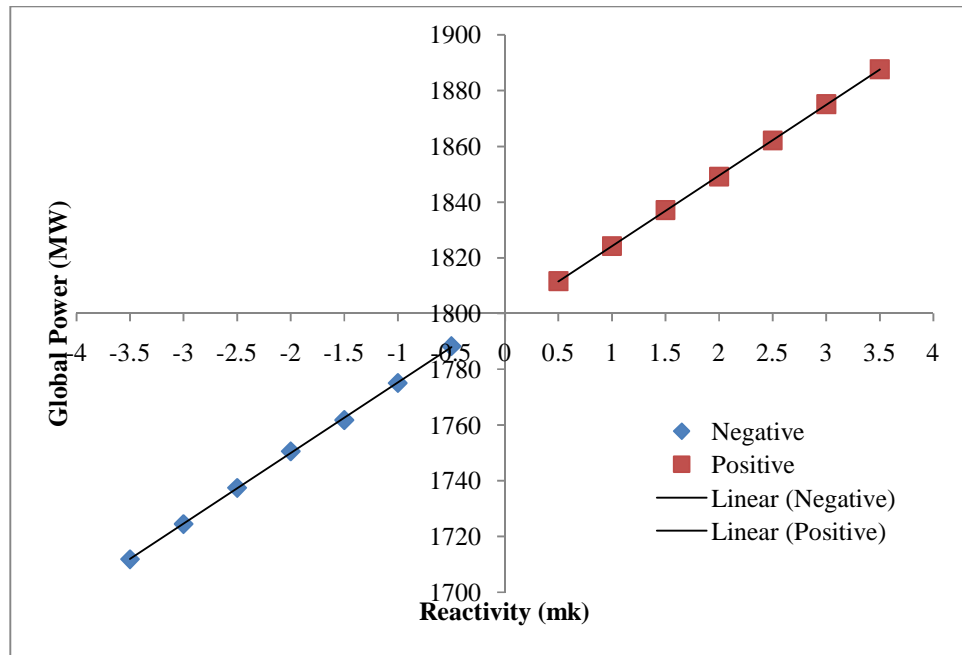 1900
1880
1860
1840
1820
1800
1780
1760
1740
1720
1700
Global Power (MW)
-4 -3.5 -3 -2.5 -2 -1.5 -1 -0.5 0 0.5 1 1.5 2 2.5 3 3.5 4
Negative
Positive
Linear (Negative)
Linear (Positive)
Reactivity (mk)